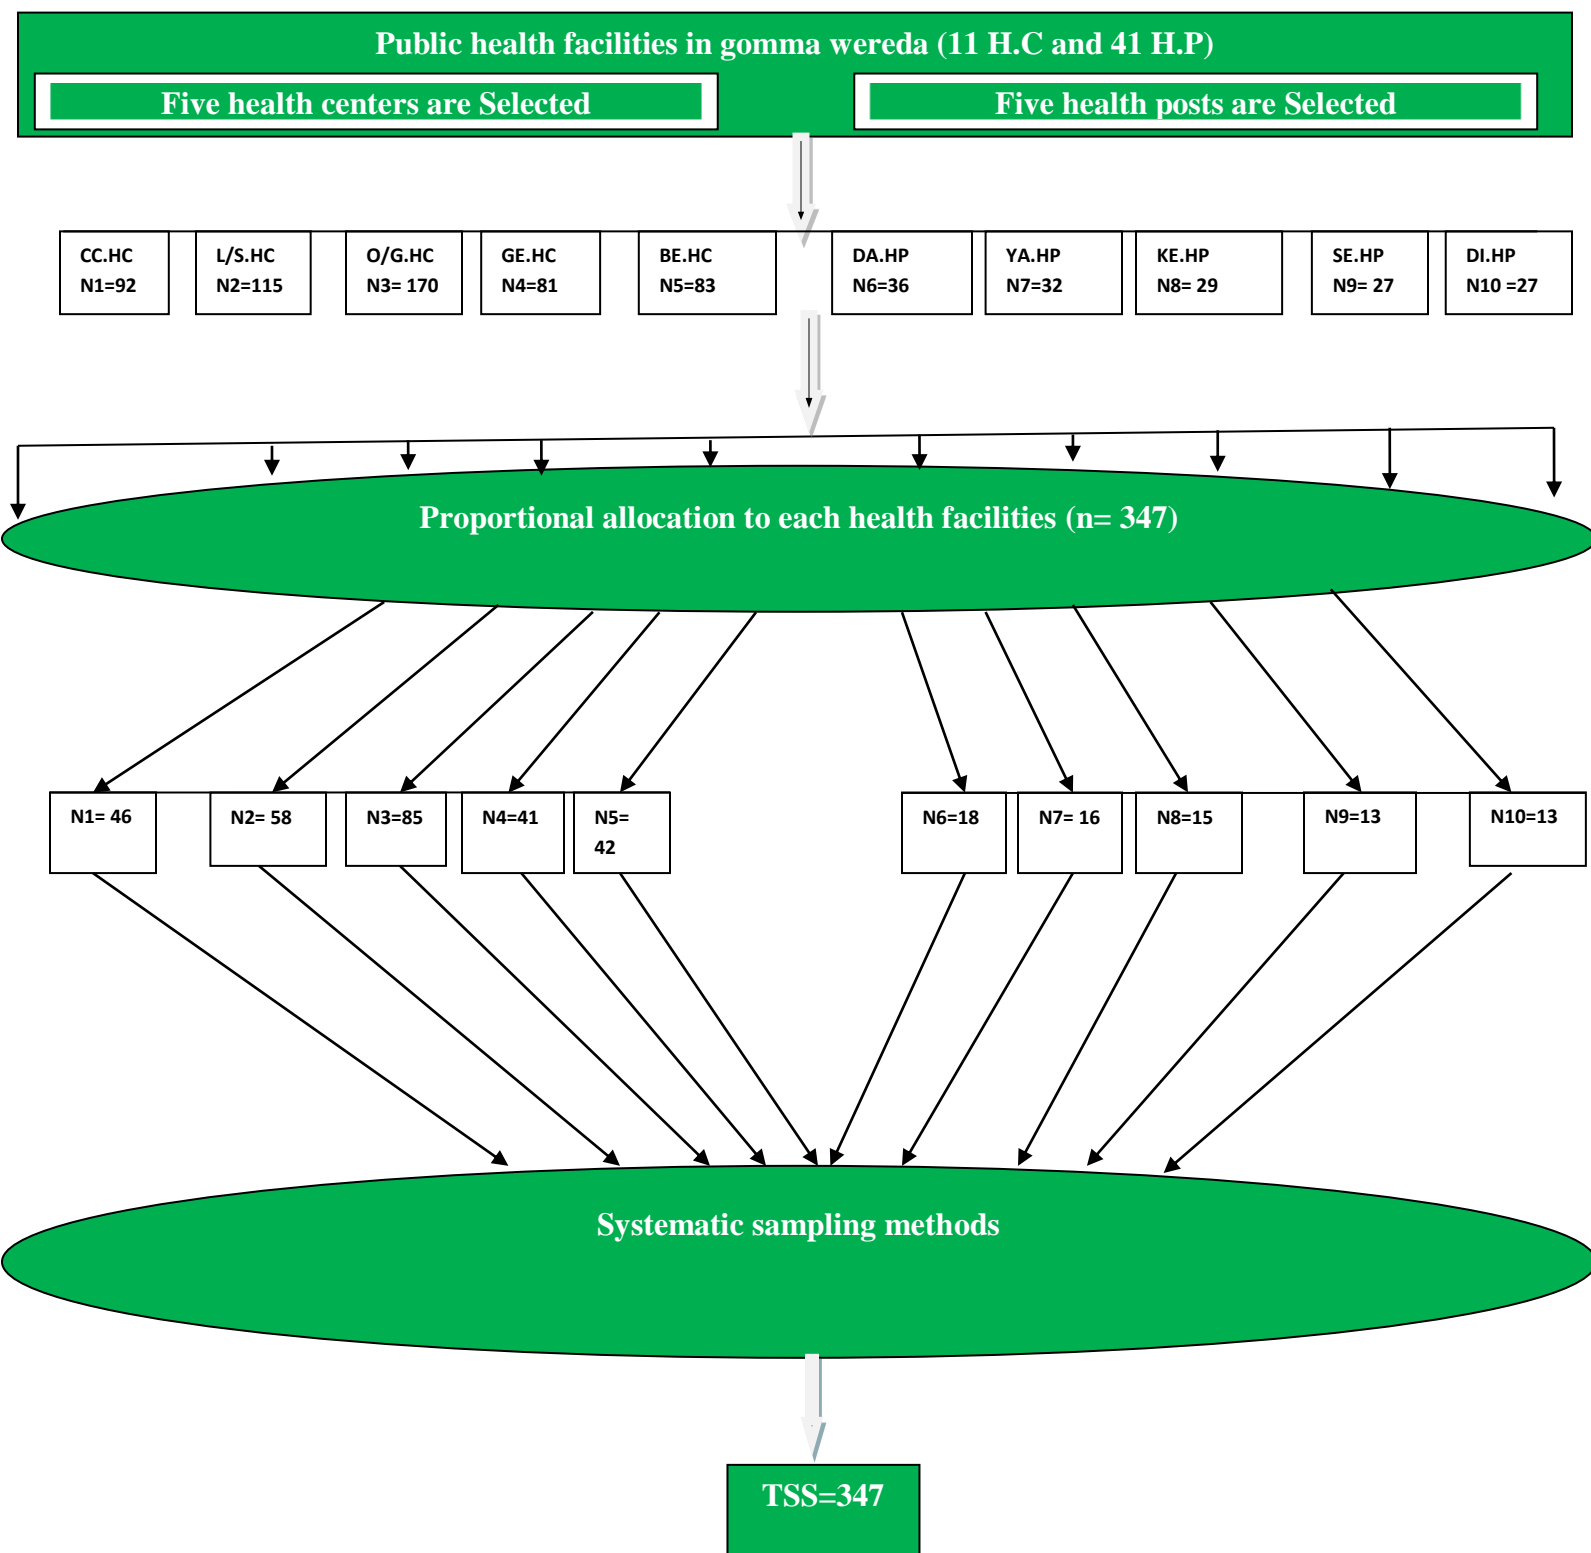 Public health facilities in gomma wereda (11 H.C and 41 H.P)
Five health centers are Selected
Five health posts are Selected
CC.HC
N1=92
L/S.HC
N2=115
O/G.HC
N3= 170
GE.HC
N4=81
BE.HC
N5=83
DA.HP
N6=36
YA.HP
N7=32
KE.HP
N8= 29
SE.HP
N9= 27
DI.HP
N10 =27
Proportional allocation to each health facilities (n= 347)
N1= 46
N2= 58
N3=85
N4=41
N5=
42
N6=18
N7= 16
N8=15
N9=13
N10=13
Systematic sampling methods
TSS=347